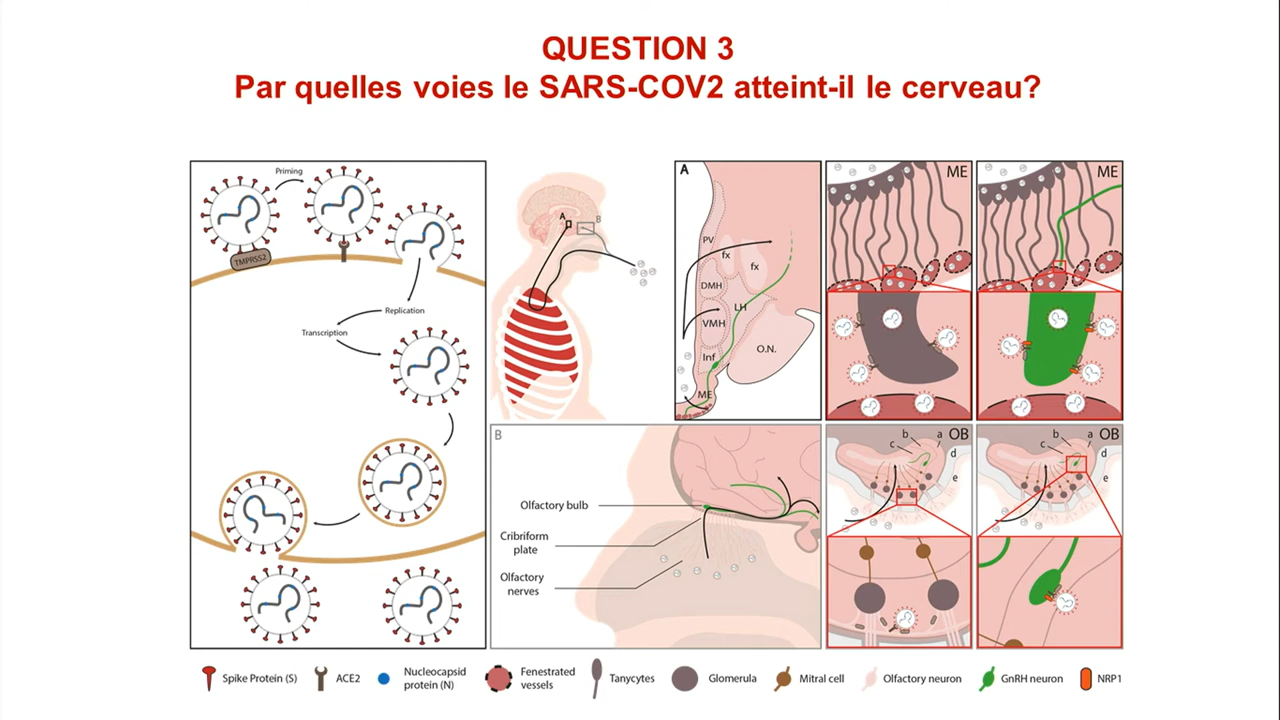 QUESTION 3
Par quelles voies le SARS-COV2 atteint-il le cerveau?
Priming
TMPRSS2
Replication
Transcription
A
B
A
PV
fx
fx
DMH
LH
VMH
O.N.
Inf
ME
ME
ME
B
Olfactory bulb
Cribriform
plate
Olfactory
nerves
OB
a
b
c
d
e
OB
a
b
c
d
e
Spike Protein (S)
ACE2
Nucleocapsid
protein (N)
Fenestrated
vessels
Tanycytes
Glomerula
Mitral cell
Olfactory neuron
GnRH neuron
NRP1